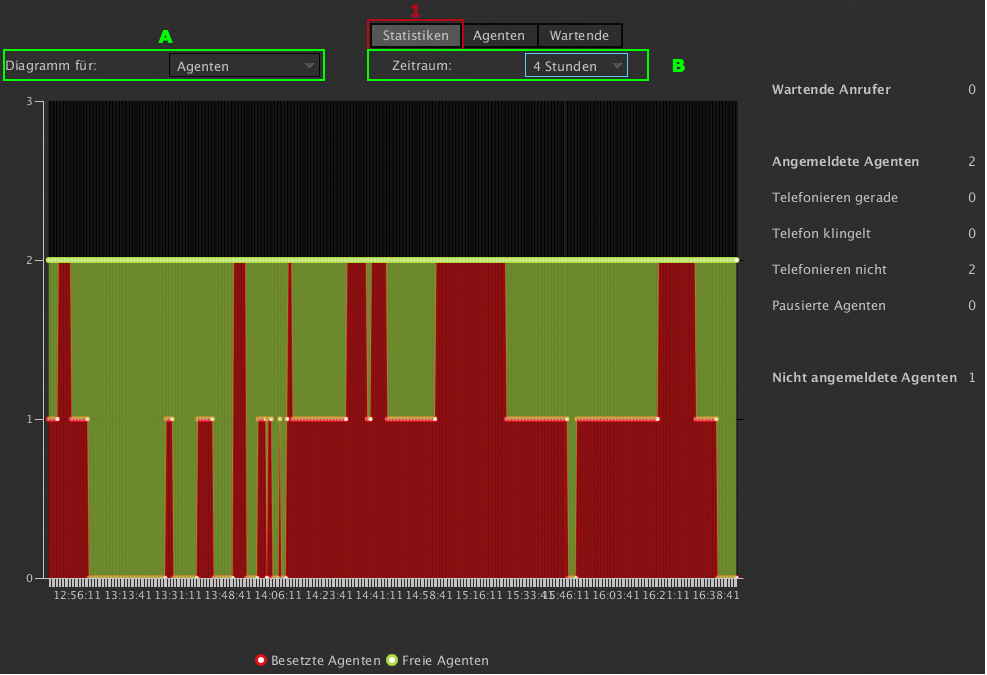 1
A
Statistiken Agenten Wartende
Diagramm für: Agenten
Zeitraum: 4 Stunden
B
Wartende Anrufer 0
Angemeldete Agenten 2
Telefonieren gerade 0
Telefon klingelt 0
Telefonieren nicht 2
Pausierte Agenten 0
Nicht angemeldete Agenten 1
3
2
1
0
12:56:11 13:13:41 13:31:11 13:48:41 14:06:11 14:23:41 14:41:11 14:58:41 15:16:11 15:33:41 15:46:11 16:03:41 16:21:11 16:38:41
Besetzte Agenten Freie Agenten